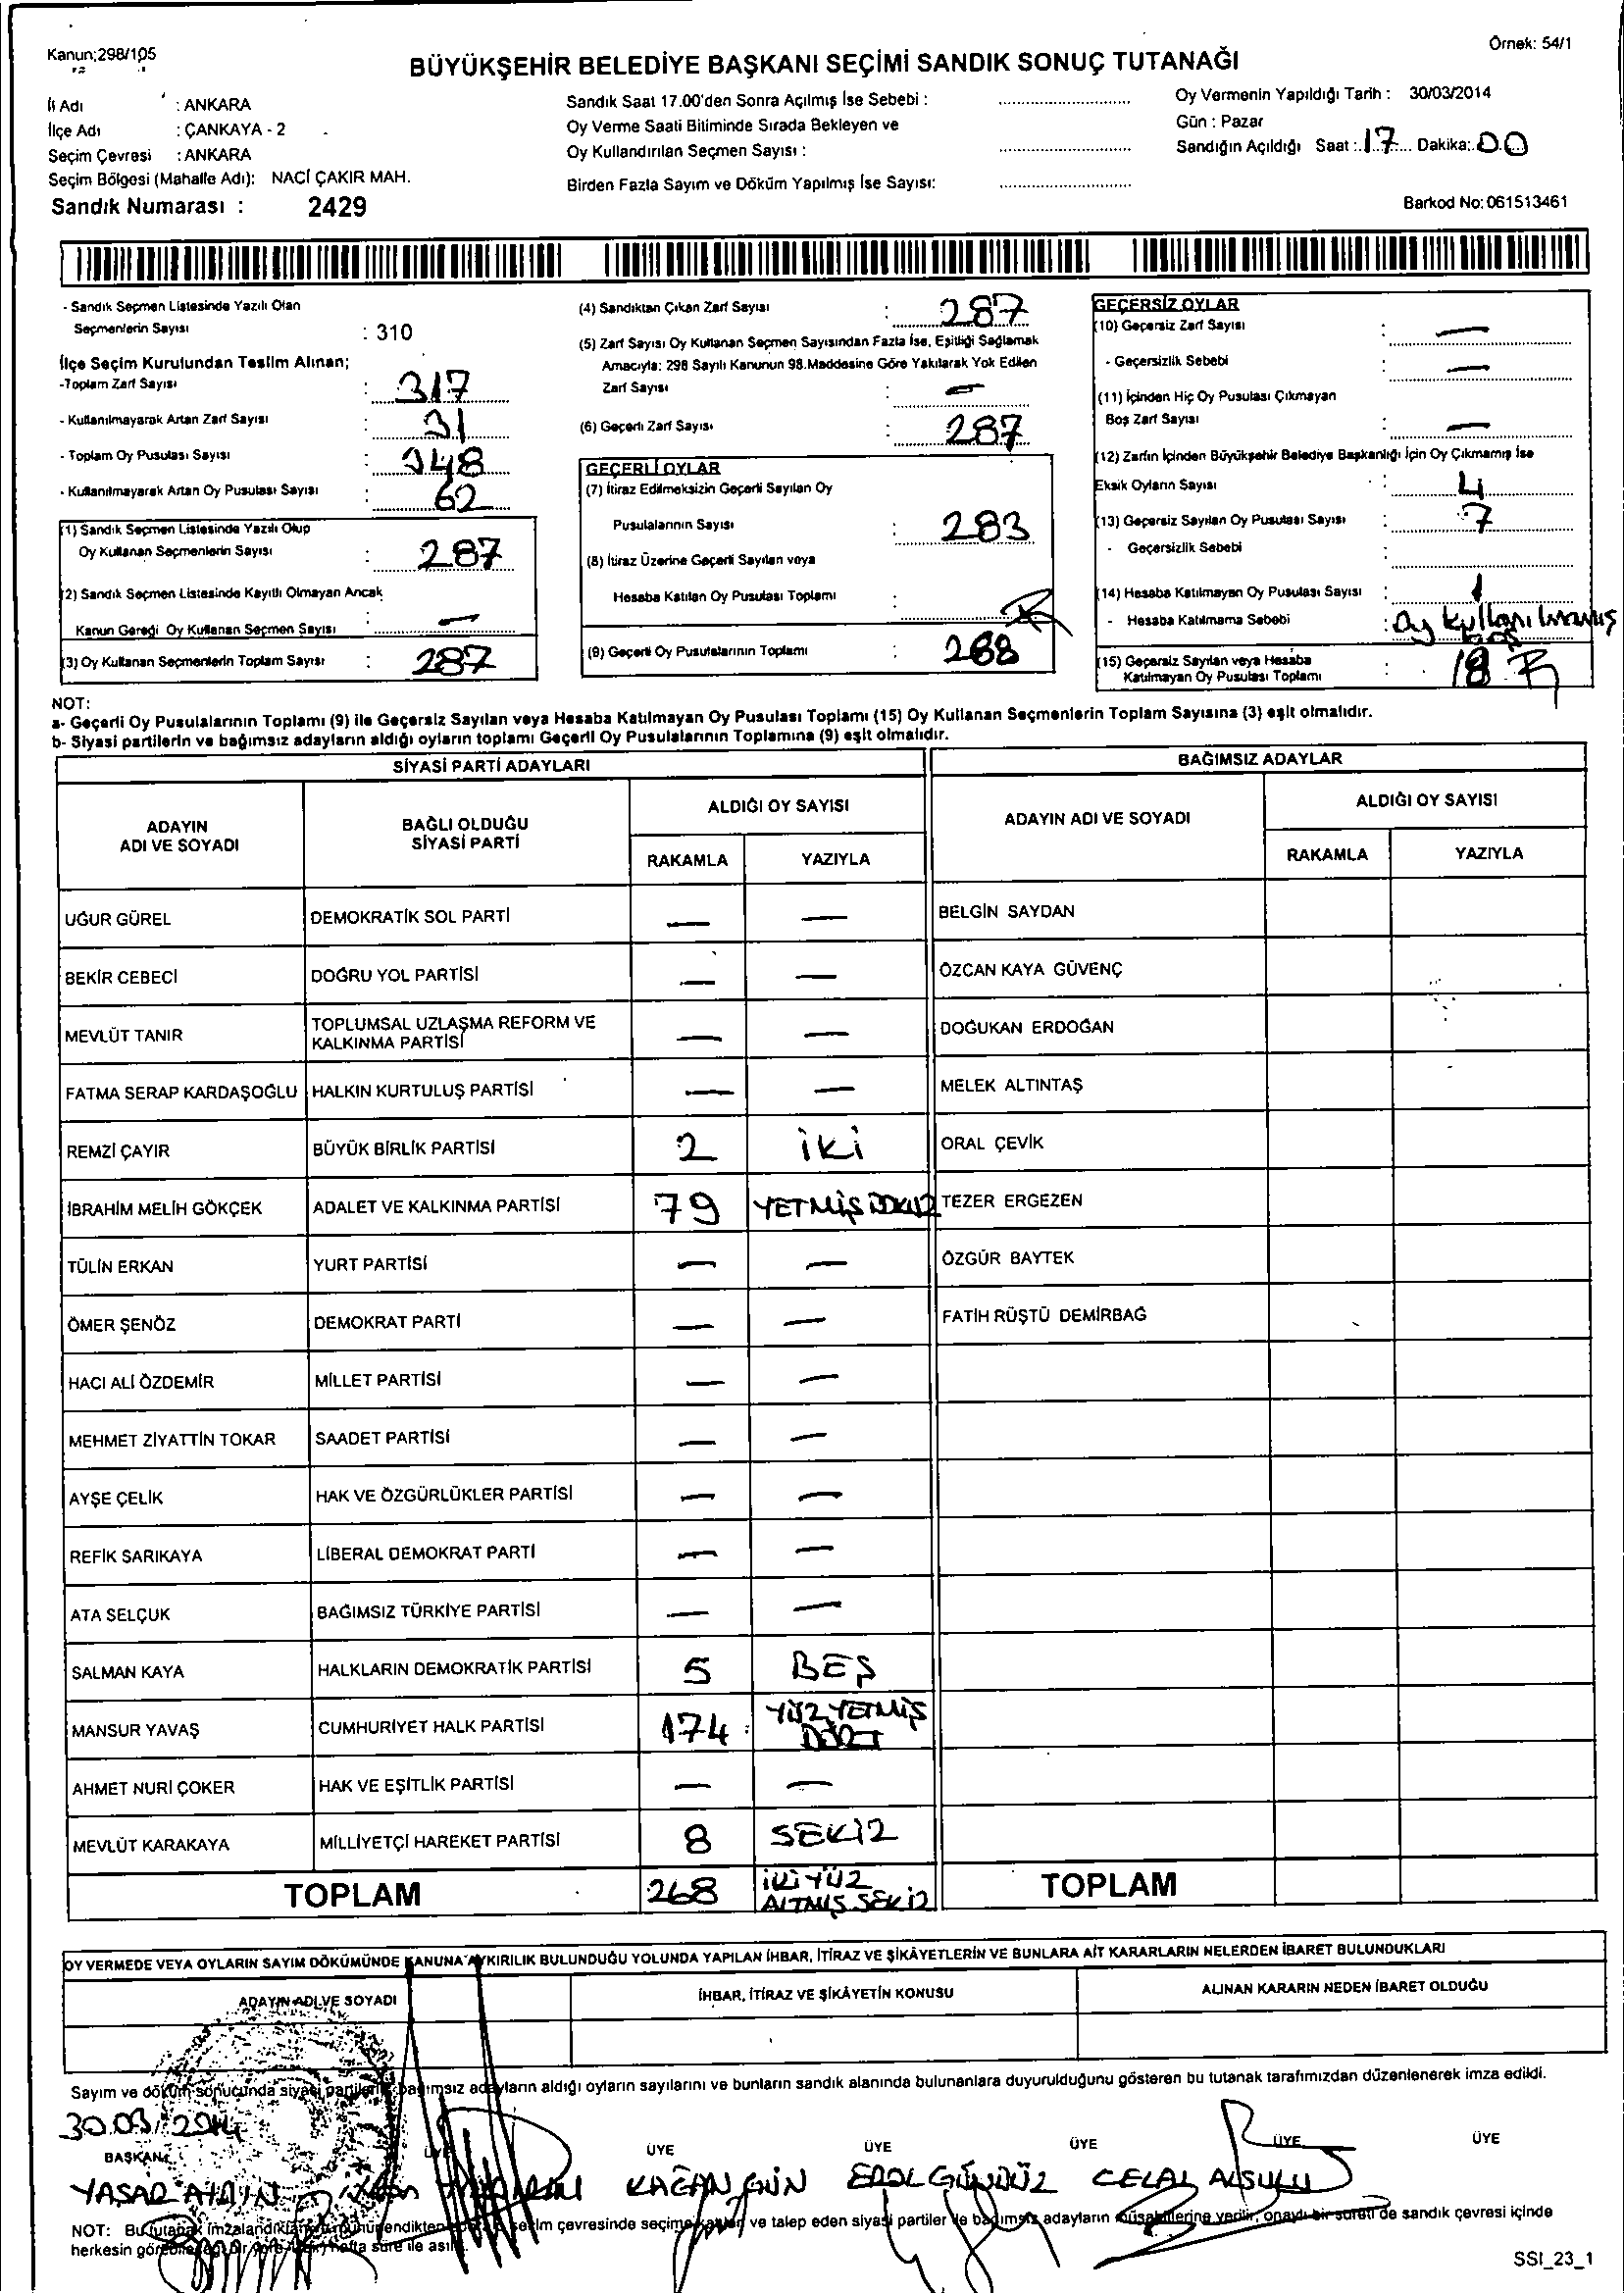 Kanun;298/105
Örnek: 54/1
BÜYÜKŞEHİR BELEDİYE BAŞKANI SEÇİMİ SANDIK SONUÇ TUTANAĞI
İl Adı : ANKARA
İlçe Adı : ÇANKAYA - 2
Seçim Çevresi : ANKARA
Seçim Bölgesi (Mahalle Adı): NACİ ÇAKIR MAH.
Sandık Numarası : 2429
Sandık Saat 17.00'den Sonra Açılmış İse Sebebi :
Oy Verme Saati Bitiminde Sırada Bekleyen ve
Oy Kullandırılan Seçmen Sayısı :
Birden Fazla Sayım ve Döküm Yapılmış İse Sayısı:
Oy Vermenin Yapıldığı Tarih : 30/03/2014
Gün : Pazar
Sandığın Açıldığı Saat : 17 Dakika: 00
Barkod No: 061513461
- Sandık Seçmen Listesinde Yazılı Olan
Seçmenlerin Sayısı : 310
İlçe Seçim Kurulundan Teslim Alınan;
-Toplam Zarf Sayısı : 317
- Kullanılmayarak Artan Zarf Sayısı : 31
- Toplam Oy Pusulası Sayısı : 348
- Kullanılmayarak Artan Oy Pusulası Sayısı : 62
(1) Sandık Seçmen Listesinde Yazılı Olup
Oy Kullanan Seçmenlerin Sayısı : 287
(2) Sandık Seçmen Listesinde Kayıtlı Olmayan Ancak
Kanun Gereği Oy Kullanan Seçmen Sayısı : —
(3) Oy Kullanan Seçmenlerin Toplam Sayısı : 287
(4) Sandıktan Çıkan Zarf Sayısı : 287
(5) Zarf Sayısı Oy Kullanan Seçmen Sayısından Fazla İse, Eşitliği Sağlamak
Amacıyla: 298 Sayılı Kanunun 98.Maddesine Göre Yakılarak Yok Edilen
Zarf Sayısı : —
(6) Geçerli Zarf Sayısı : 287
GEÇERLİ OYLAR
(7) İtiraz Edilmeksizin Geçerli Sayılan Oy
Pusulalarının Sayısı : 283
(8) İtiraz Üzerine Geçerli Sayılan veya
Hesaba Katılan Oy Pusulası Toplamı :
(9) Geçerli Oy Pusulalarının Toplamı : 268
GEÇERSİZ OYLAR
(10) Geçersiz Zarf Sayısı : —
- Geçersizlik Sebebi : —
(11) İçinden Hiç Oy Pusulası Çıkmayan
Boş Zarf Sayısı : —
(12) Zarfın İçinden Büyükşehir Belediye Başkanlığı İçin Oy Çıkmamış İse
Eksik Oyların Sayısı : 4
(13) Geçersiz Sayılan Oy Pusulası Sayısı : 7
- Geçersizlik Sebebi :
(14) Hesaba Katılmayan Oy Pusulası Sayısı : 1
- Hesaba Katılmama Sebebi : oy kullanılmamış
boş
(15) Geçersiz Sayılan veya Hesaba
Katılmayan Oy Pusulası Toplamı : 18
NOT:
a- Geçerli Oy Pusulalarının Toplamı (9) ile Geçersiz Sayılan veya Hesaba Katılmayan Oy Pusulası Toplamı (15) Oy Kullanan Seçmenlerin Toplam Sayısına (3) eşit olmalıdır.
b- Siyasi partilerin ve bağımsız adayların aldığı oyların toplamı Geçerli Oy Pusulalarının Toplamına (9) eşit olmalıdır.
SİYASİ PARTİ ADAYLARI
BAĞIMSIZ ADAYLAR
ADAYIN
ADI VE SOYADI
BAĞLI OLDUĞU
SİYASİ PARTİ
ALDIĞI OY SAYISI
RAKAMLA YAZIYLA
ADAYIN ADI VE SOYADI
ALDIĞI OY SAYISI
RAKAMLA YAZIYLA
UĞUR GÜREL DEMOKRATİK SOL PARTİ — — BELGİN SAYDAN
BEKİR CEBECİ DOĞRU YOL PARTİSİ — — ÖZCAN KAYA GÜVENÇ
MEVLÜT TANIR TOPLUMSAL UZLAŞMA REFORM VE
KALKINMA PARTİSİ — — DOĞUKAN ERDOĞAN
FATMA SERAP KARDAŞOĞLU HALKIN KURTULUŞ PARTİSİ — — MELEK ALTINTAŞ
REMZİ ÇAYIR BÜYÜK BİRLİK PARTİSİ 2 iKi ORAL ÇEVİK
İBRAHİM MELİH GÖKÇEK ADALET VE KALKINMA PARTİSİ 79 YETMİŞ DOKUZ TEZER ERGEZEN
TÜLİN ERKAN YURT PARTİSİ — — ÖZGÜR BAYTEK
ÖMER ŞENÖZ DEMOKRAT PARTİ — — FATİH RÜŞTÜ DEMİRBAĞ
HACI ALİ ÖZDEMİR MİLLET PARTİSİ — —
MEHMET ZİYATTİN TOKAR SAADET PARTİSİ — —
AYŞE ÇELİK HAK VE ÖZGÜRLÜKLER PARTİSİ — —
REFİK SARIKAYA LİBERAL DEMOKRAT PARTİ — —
ATA SELÇUK BAĞIMSIZ TÜRKİYE PARTİSİ — —
SALMAN KAYA HALKLARIN DEMOKRATİK PARTİSİ 5 BEŞ
MANSUR YAVAŞ CUMHURİYET HALK PARTİSİ 174 YÜZ YETMİŞ
DÖRT
AHMET NURİ ÇOKER HAK VE EŞİTLİK PARTİSİ — —
MEVLÜT KARAKAYA MİLLİYETÇİ HAREKET PARTİSİ 8 SEKİZ
TOPLAM 268 İKİ YÜZ
ALTMIŞ SEKİZ
TOPLAM
OY VERMEDE VEYA OYLARIN SAYIM DÖKÜMÜNDE KANUNA AYKIRILIK BULUNDUĞU YOLUNDA YAPILAN İHBAR, İTİRAZ VE ŞİKÂYETLERİN VE BUNLARA AİT KARARLARIN NELERDEN İBARET BULUNDUKLARI
ADAYIN ADI VE SOYADI
İHBAR, İTİRAZ VE ŞİKÂYETİN KONUSU
ALINAN KARARIN NEDEN İBARET OLDUĞU
Sayım ve döküm sonucunda siyasi partilerin bağımsız adayların aldığı oyların sayılarını ve bunların sandık alanında bulunanlara duyurulduğunu gösteren bu tutanak tarafımızdan düzenlenerek imza edildi.
30.03/2014
BAŞKAN ÜYE ÜYE ÜYE ÜYE ÜYE ÜYE
YAŞAR AYDIN KAĞAN GÜN EROL GÜNDÜZ CELAL AKSULU
NOT: Bu tutanak imzalandıktan seçim çevresinde seçime katılan ve talep eden siyasi partiler ile bağımsız adayların müşahitlerine verilir, onaylı bir sureti de sandık çevresi içinde
herkesin görebileceği bir yere hafta süre ile asılır.
SSI_23_1